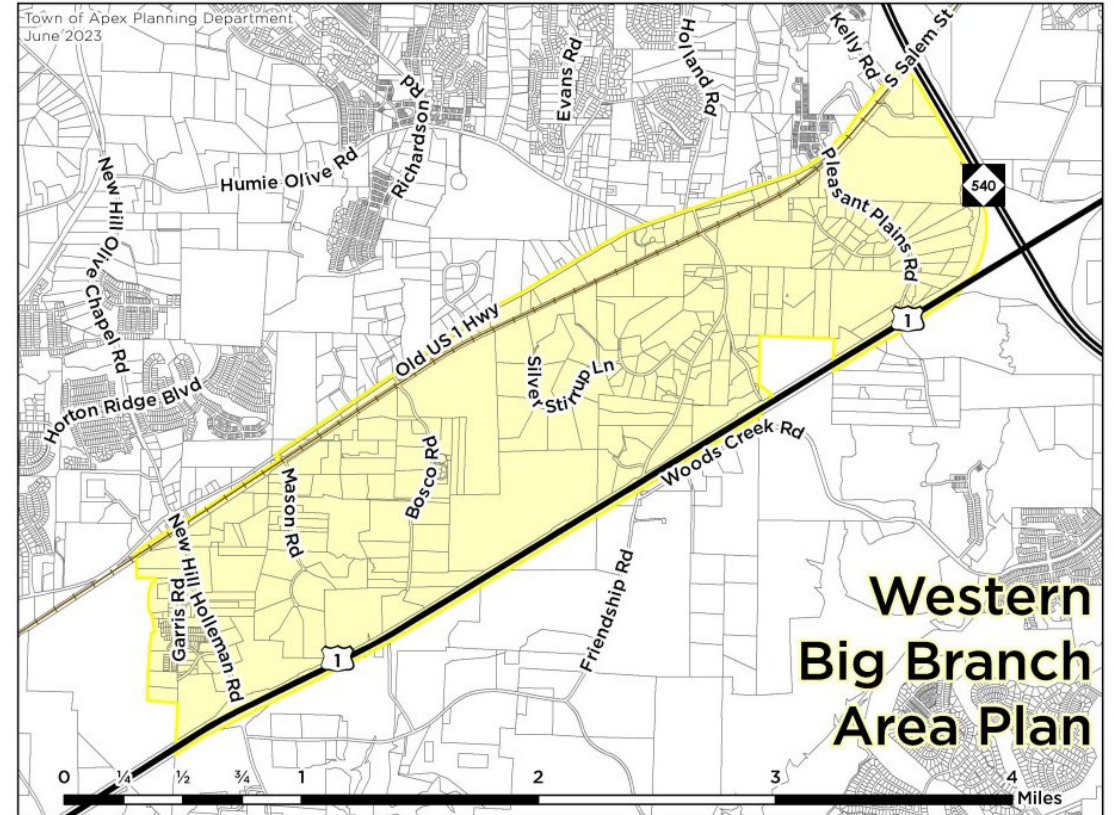 Town of Apex Planning Department
June 2023
Kelly Rd
S Salem St
Holland Rd
Evans Rd
Richardson Rd
Humie Olive Rd
New Hill Olive Chapel Rd
540
Pleasant Plains Rd
1
Old US 1 Hwy
Silver Stirrup Ln
Horton Ridge Blvd
Woods Creek Rd
Bosco Rd
Mason Rd
New Hill Holleman Rd
Garris Rd
Friendship Rd
1
Western
Big Branch
Area Plan
0 ¼ ½ ¾ 1 2 3 4
Miles